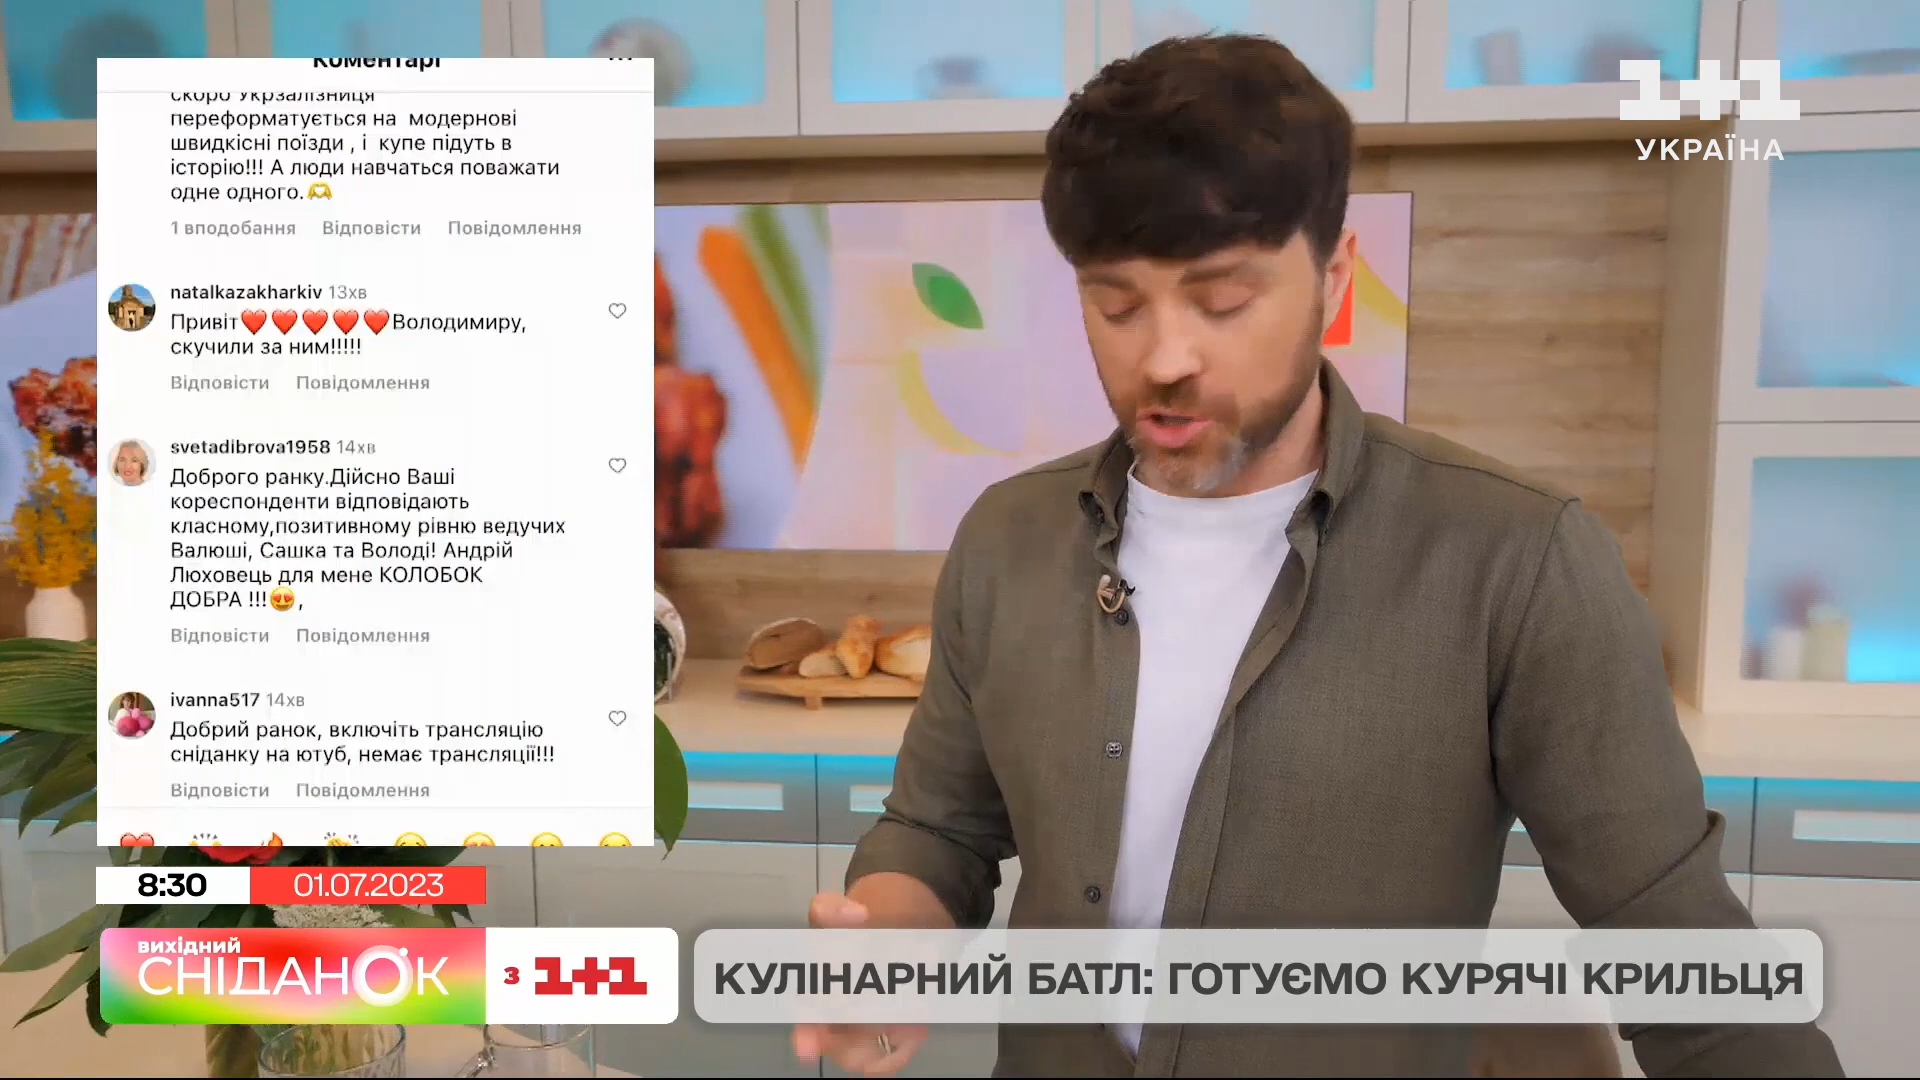 Коментарі
скоро Укрзалізниця
переформатується на модернові
швидкісні поїзди , і купе підуть в
історію!!! А люди навчаться поважати
одне одного.🫶
1 вподобання Відповісти Повідомлення
natalkazakharkiv 13хв
Привіт❤️❤️❤️❤️❤️Володимиру,
скучили за ним!!!!!
Відповісти Повідомлення
svetadibrova1958 14хв
Доброго ранку.Дійсно Ваші
кореспонденти відповідають
класному,позитивному рівню ведучих
Валюші, Сашка та Володі! Андрій
Люховець для мене КОЛОБОК
ДОБРА !!!😍,
Відповісти Повідомлення
ivanna517 14хв
Добрий ранок, включіть трансляцію
сніданку на ютуб, немає трансляції!!!
Відповісти Повідомлення
1+1
УКРАЇНА
8:30 01.07.2023
вихідний
СНІДАНОК
з 1+1
КУЛІНАРНИЙ БАТЛ: ГОТУЄМО КУРЯЧІ КРИЛЬЦЯ